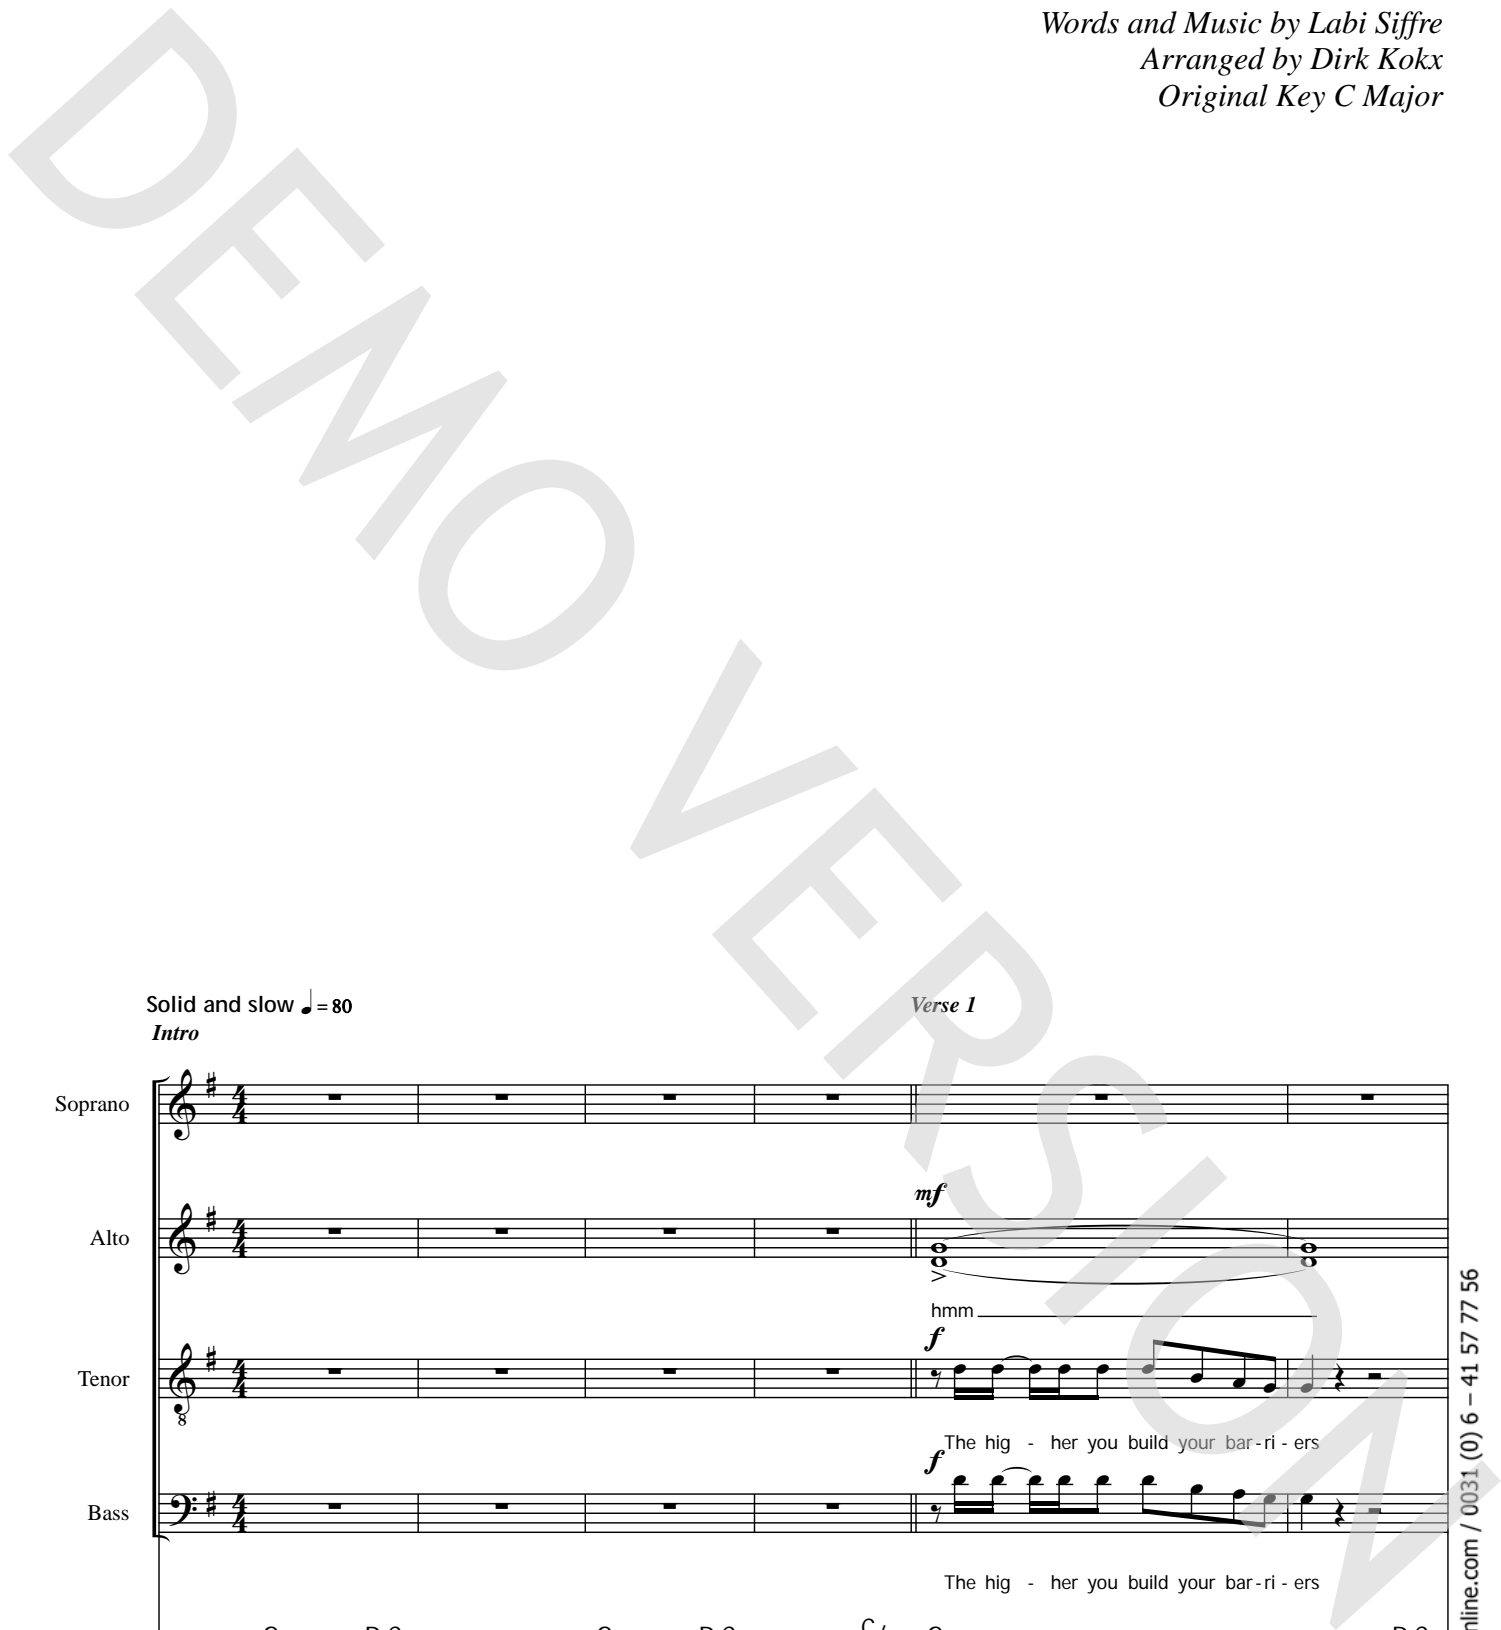 Words and Music by Labi Siffre
Arranged by Dirk Kokx
Original Key C Major
DEMO VERSION
Solid and slow ♩ = 80
Verse 1
Intro
Soprano
mf
Alto
hmm
f
Tenor
The hig - her you build your bar - ri - ers
f
Bass
The hig - her you build your bar - ri - ers
nline.com / 0031 (0) 6 – 41 57 77 56